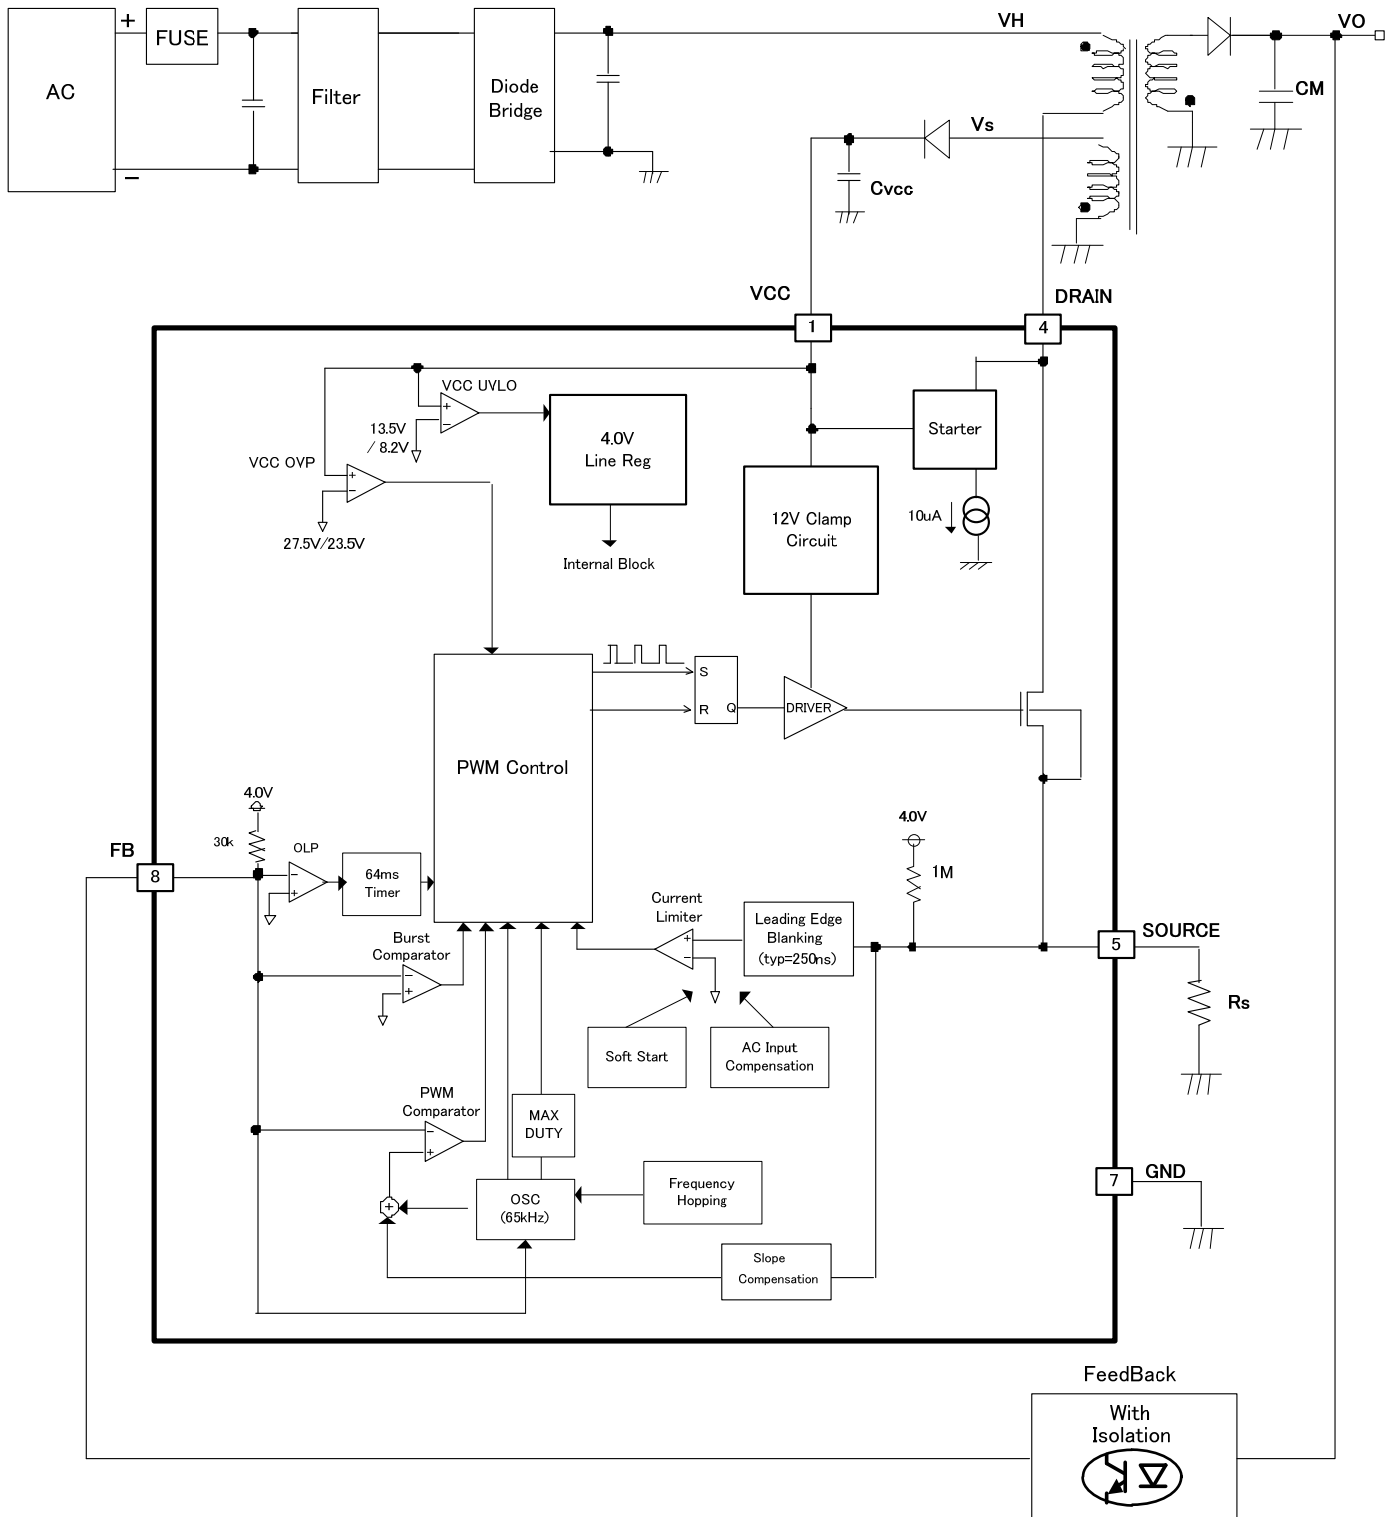 VH
VO
+
FUSE
AC
Filter
Diode
Bridge
CM
Vs
Cvcc
−
VCC
DRAIN
1
4
VCC UVLO
+
−
13.5V
/ 8.2V
4.0V
Line Reg
Starter
VCC OVP
+
−
27.5V/23.5V
12V Clamp
Circuit
10uA
Internal Block
S
R
Q
DRIVER
PWM Control
4.0V
30k
OLP
FB
8
−
+
64ms
Timer
4.0V
1M
Current
Limiter
+
−
Leading Edge
Blanking
(typ=250ns)
SOURCE
5
Burst
Comparator
−
+
Rs
Soft Start
AC Input
Compensation
PWM
Comparator
−
+
MAX
DUTY
GND
7
+
OSC
(65kHz)
Frequency
Hopping
Slope
Compensation
FeedBack
With
Isolation